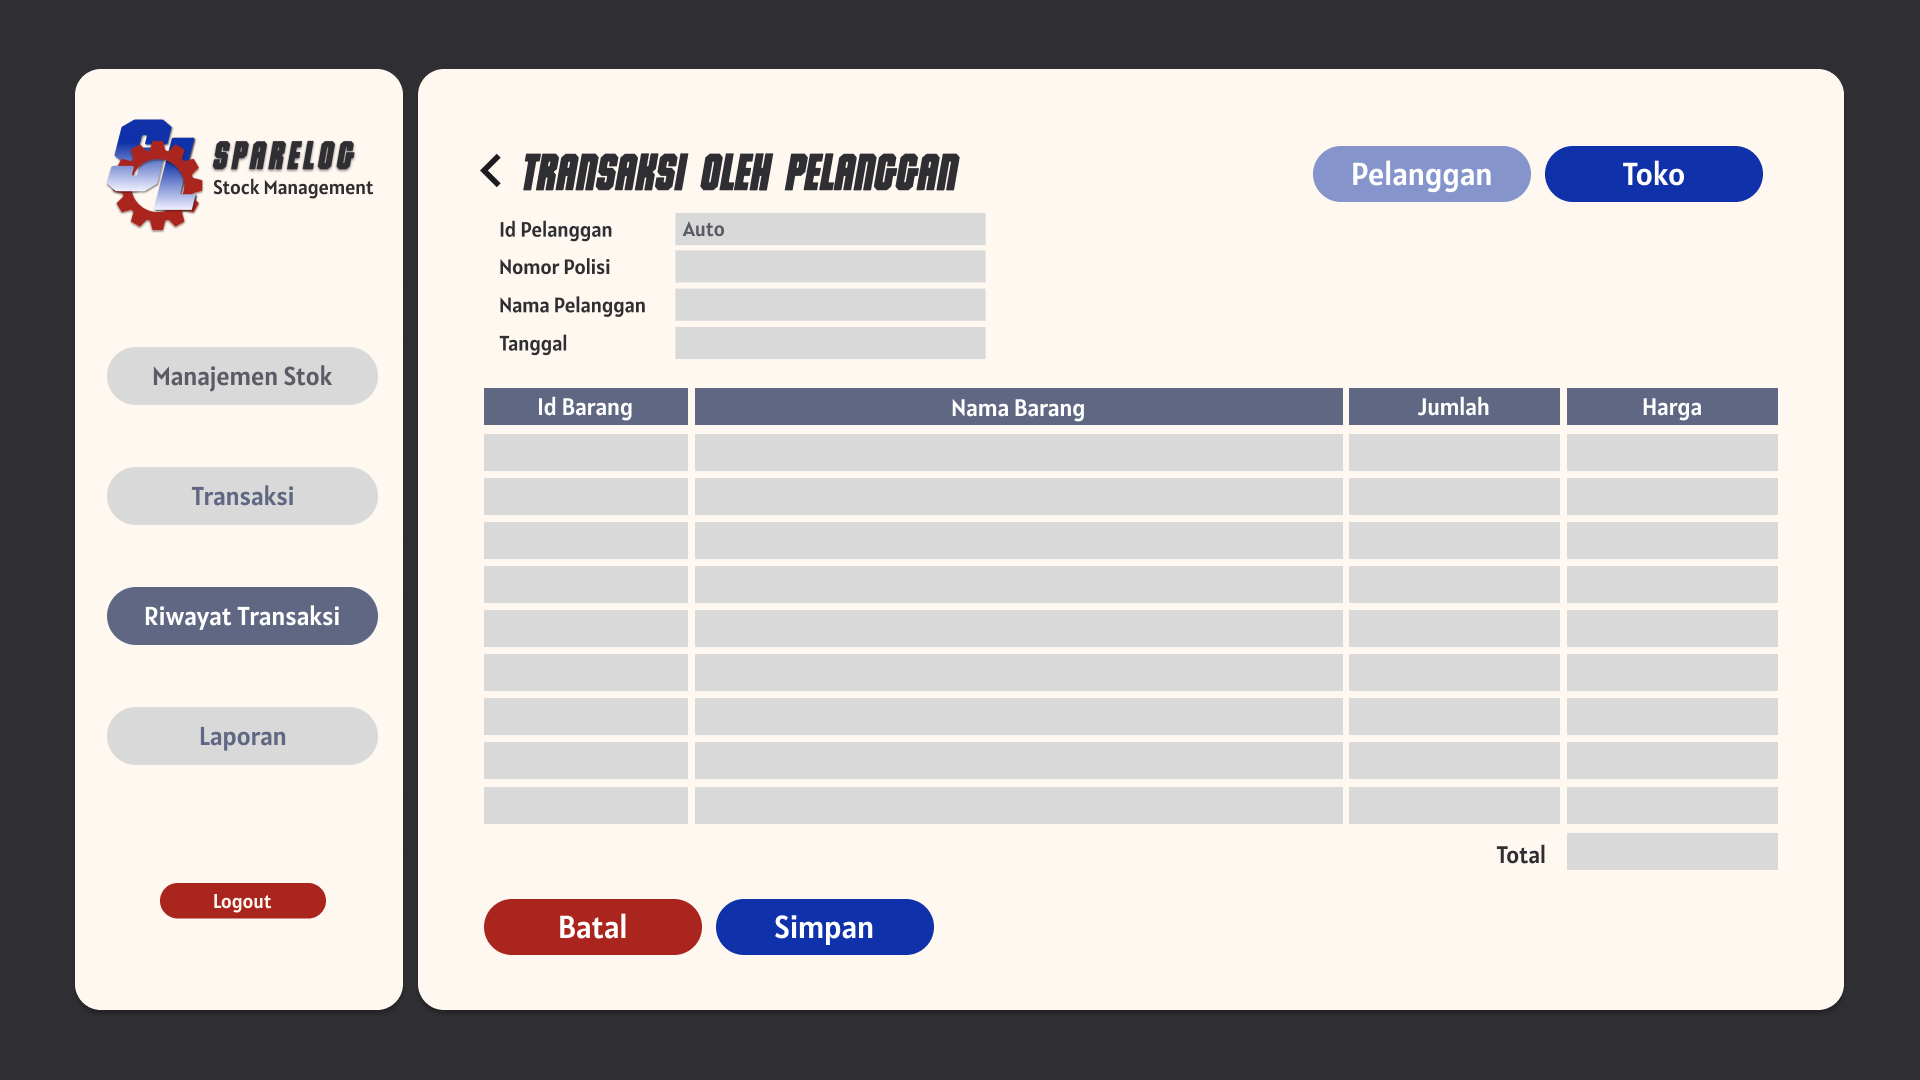 SPARELOG
Stock Management
Manajemen Stok
Transaksi
Riwayat Transaksi
Laporan
Logout
TRANSAKSI OLEH PELANGGAN
Pelanggan
Toko
Id Pelanggan
Auto
Nomor Polisi
Nama Pelanggan
Tanggal
Id Barang
Nama Barang
Jumlah
Harga
Total
Batal
Simpan